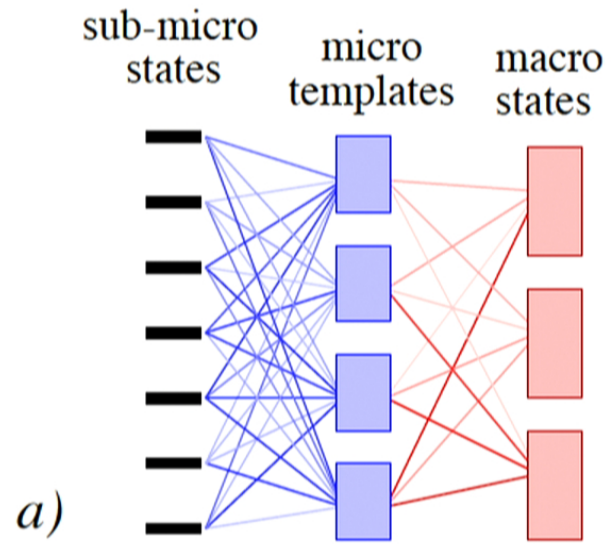 sub-micro
states
micro
templates
macro
states
a)